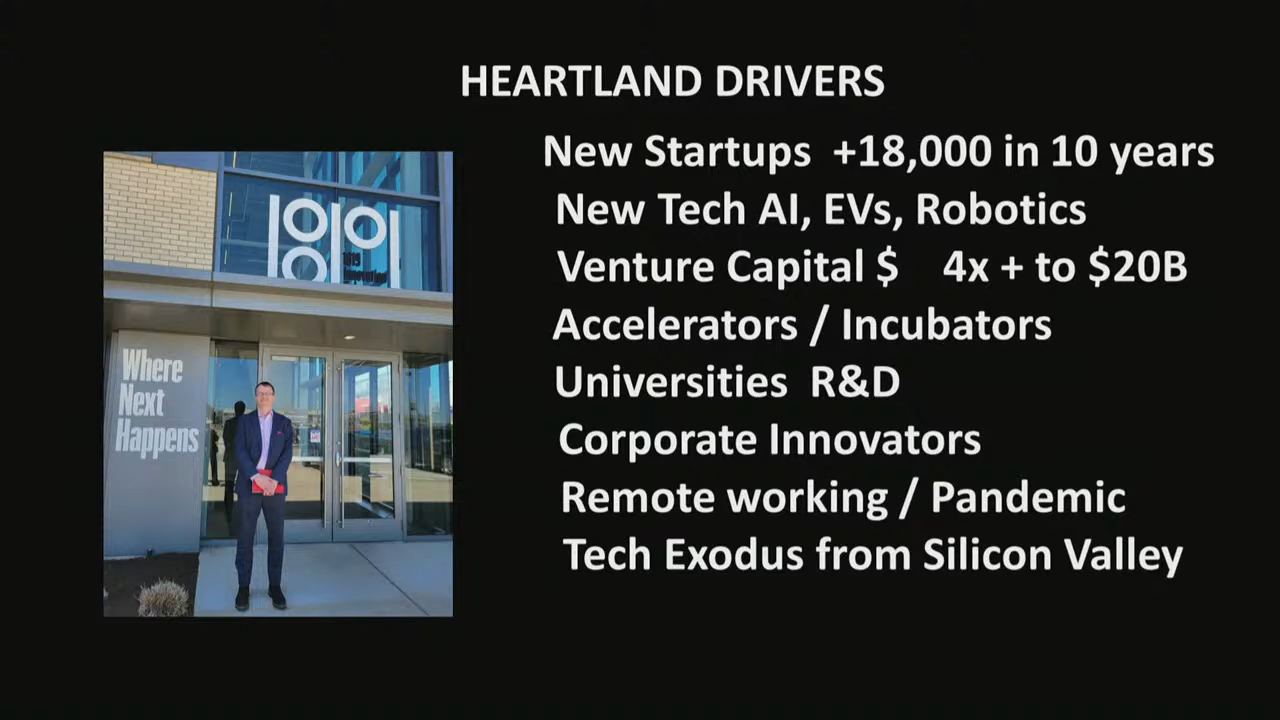 HEARTLAND DRIVERS
New Startups +18,000 in 10 years
New Tech AI, EVs, Robotics
Venture Capital $ 4x + to $20B
Accelerators / Incubators
Universities R&D
Corporate Innovators
Remote working / Pandemic
Tech Exodus from Silicon Valley
Where
Next
Happens